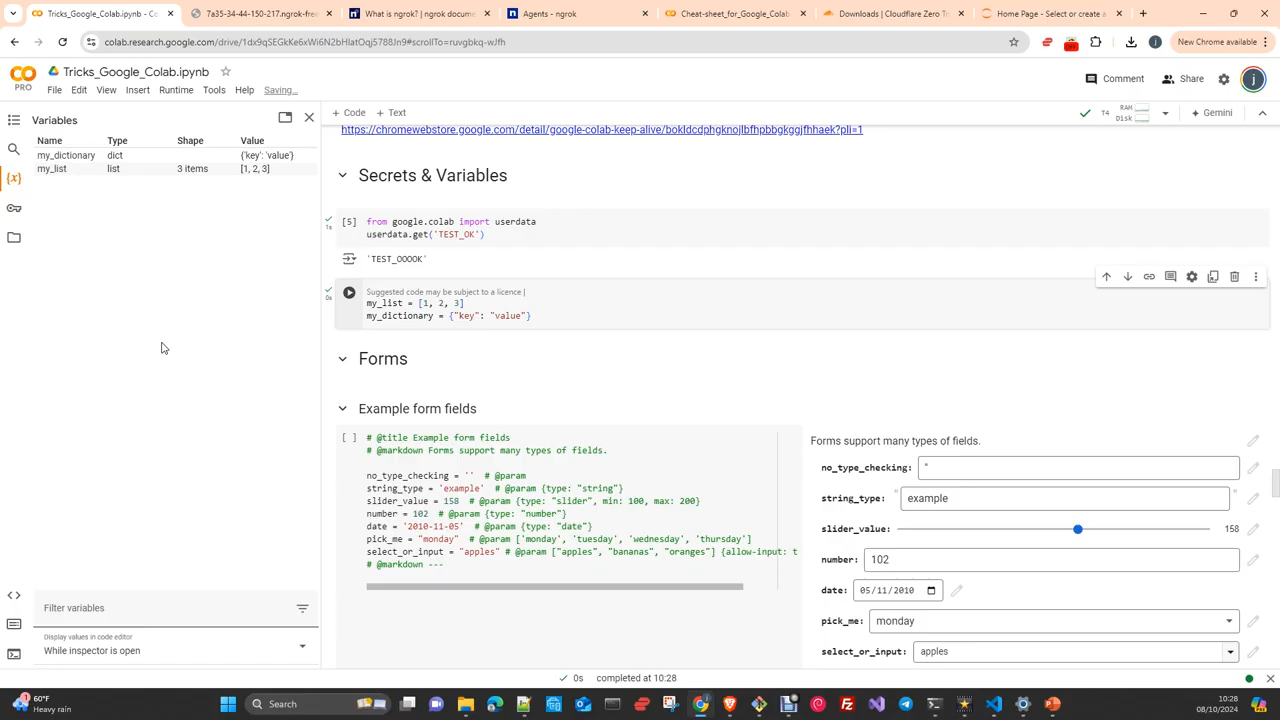 Tricks_Google_Colab.ipynb - C
7a35-34-44-150-217.ngrok-free
What is ngrok? | ngrok docume
Agents - ngrok
Cheat-sheet_for_Google_Colab
Downloads | Cloudflare Zero T
Home Page - Select or create a
colab.research.google.com/drive/1dx9qSEGkKe6xWi6N2bHlatOqj5788Jn9#scrollTo=ruvgbkq-wJfh
New Chrome available
CO
PRO
Tricks_Google_Colab.ipynb
File Edit View Insert Runtime Tools Help Saving...
Comment
Share
j
Variables
Name Type Shape Value
my_dictionary dict {'key': 'value'}
my_list list 3 items [1, 2, 3]
Filter variables
Display values in code editor
While inspector is open
+ Code + Text
T4
RAM
Disk
Gemini
https://chromewebstore.google.com/detail/google-colab-keep-alive/bokldcdphgknojlbfhpbbgkggjfhhaek?pli=1
Secrets & Variables
[5] from google.colab import userdata
1s
userdata.get('TEST_OK')
'TEST_OOOOK'
Suggested code may be subject to a licence |
0s
my_list = [1, 2, 3]
my_dictionary = {"key": "value"}
Forms
Example form fields
[ ] # @title Example form fields
# @markdown Forms support many types of fields.
no_type_checking = '' # @param
string_type = 'example' # @param {type: "string"}
slider_value = 158 # @param {type: "slider", min: 100, max: 200}
number = 102 # @param {type: "number"}
date = '2010-11-05' # @param {type: "date"}
pick_me = "monday" # @param ['monday', 'tuesday', 'wednesday', 'thursday']
select_or_input = "apples" # @param ["apples", "bananas", "oranges"] {allow-input: t
# @markdown ---
Forms support many types of fields.
no_type_checking: "
string_type: " example "
slider_value: 158
number: 102
date: 05/11/2010
pick_me: monday
select_or_input: apples
0s completed at 10:28
60°F
Heavy rain
Search
10:28
08/10/2024